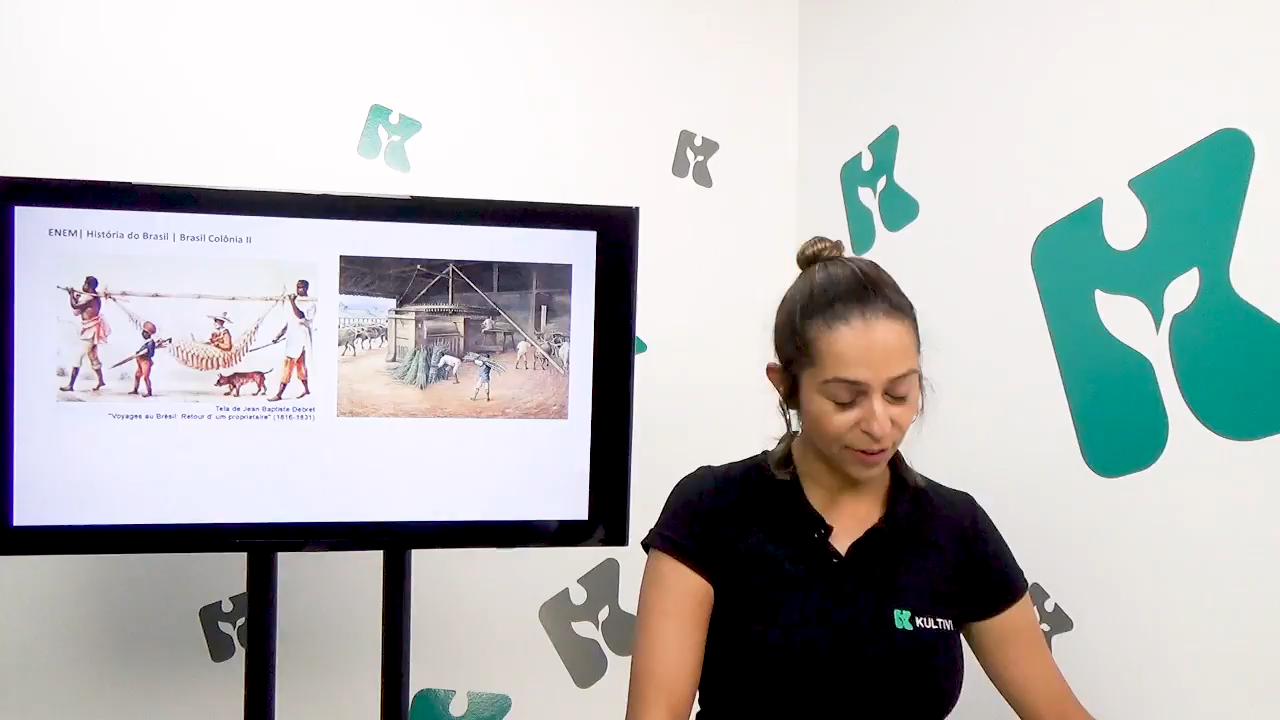 ENEM| História do Brasil | Brasil Colônia II
Tela de Jean Baptiste Debret
"Voyages au Brésil: Retour d' um proprietaire" (1816-1831)
KULTIVI